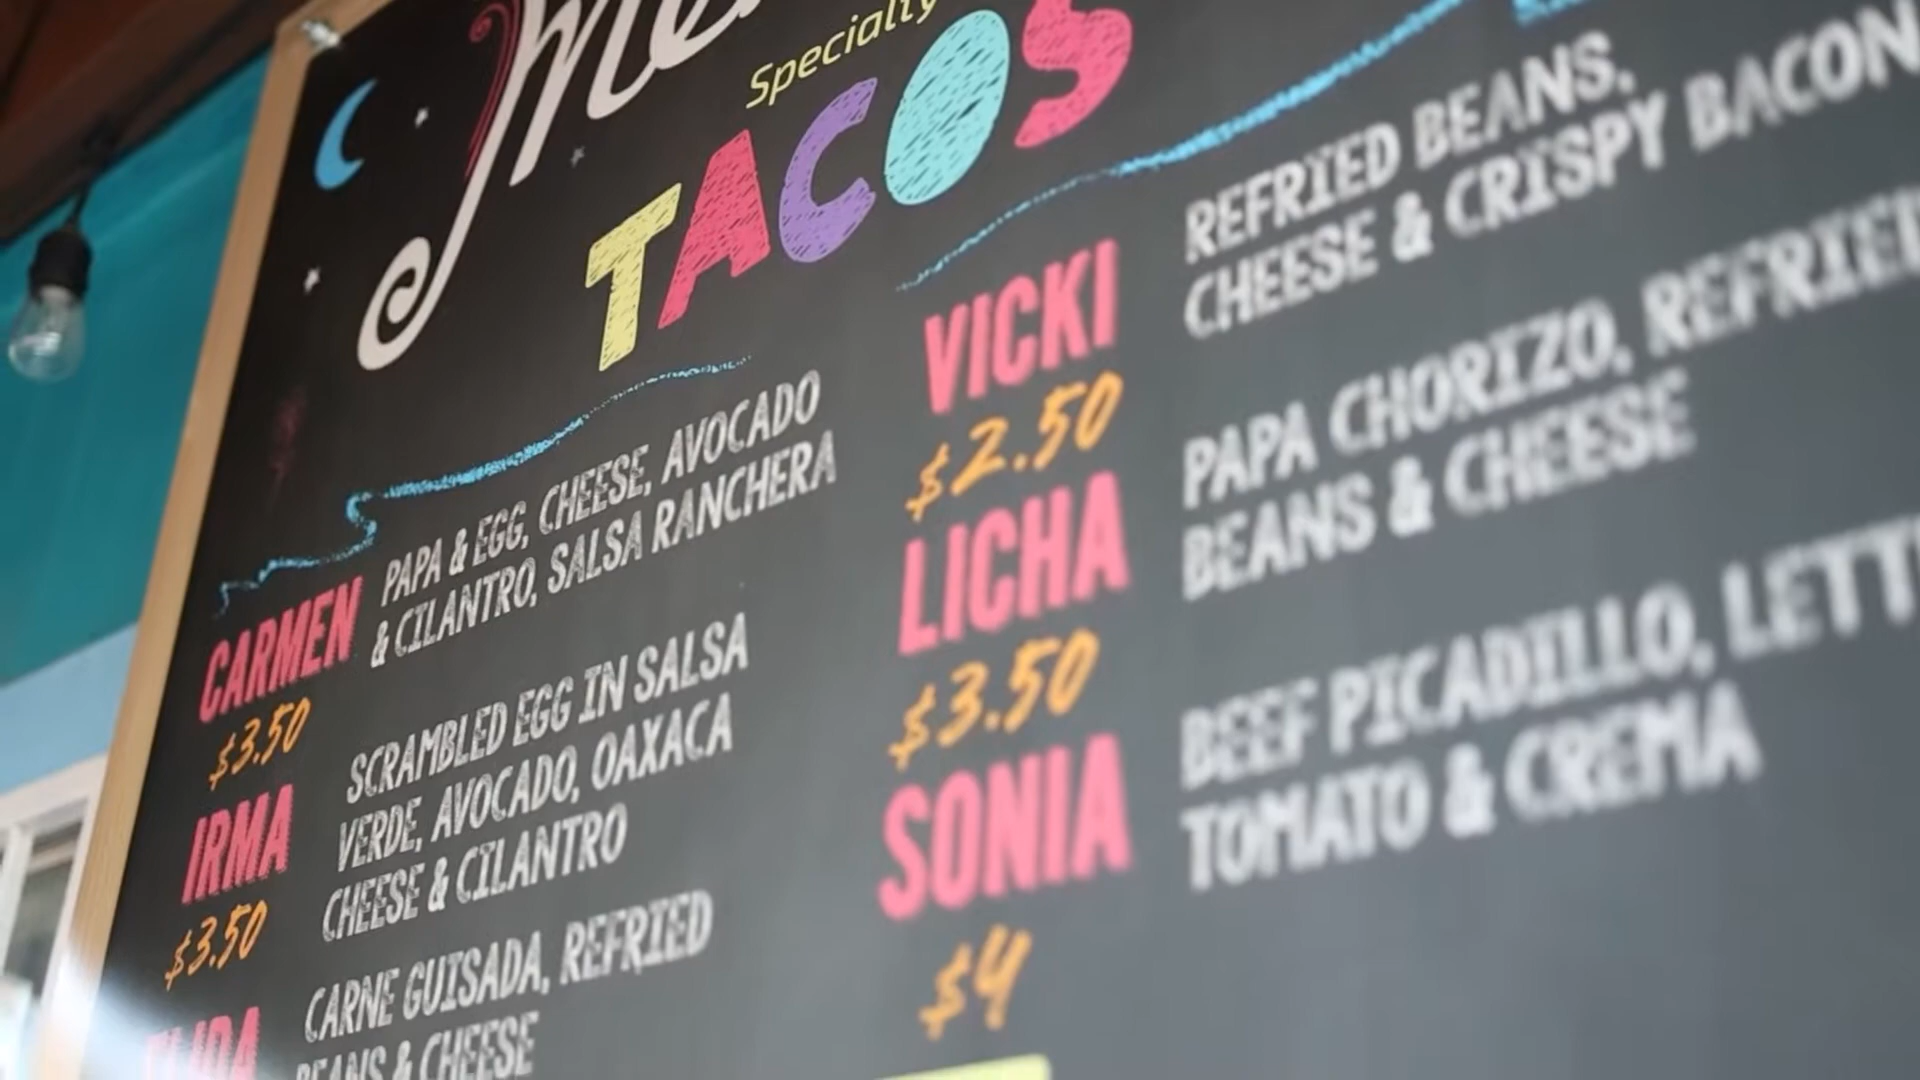 Specialty
TACOS
CARMEN
$3.50
PAPA & EGG, CHEESE, AVOCADO
& CILANTRO, SALSA RANCHERA
IRMA
$3.50
SCRAMBLED EGG IN SALSA
VERDE, AVOCADO, OAXACA
CHEESE & CILANTRO
CARNE GUISADA, REFRIED
BEANS & CHEESE
VICKI
$2.50
REFRIED BEANS,
CHEESE & CRISPY BACON
LICHA
$3.50
PAPA CHORIZO, REFRIED
BEANS & CHEESE
SONIA
$4
BEEF PICADILLO,
TOMATO & CREMA